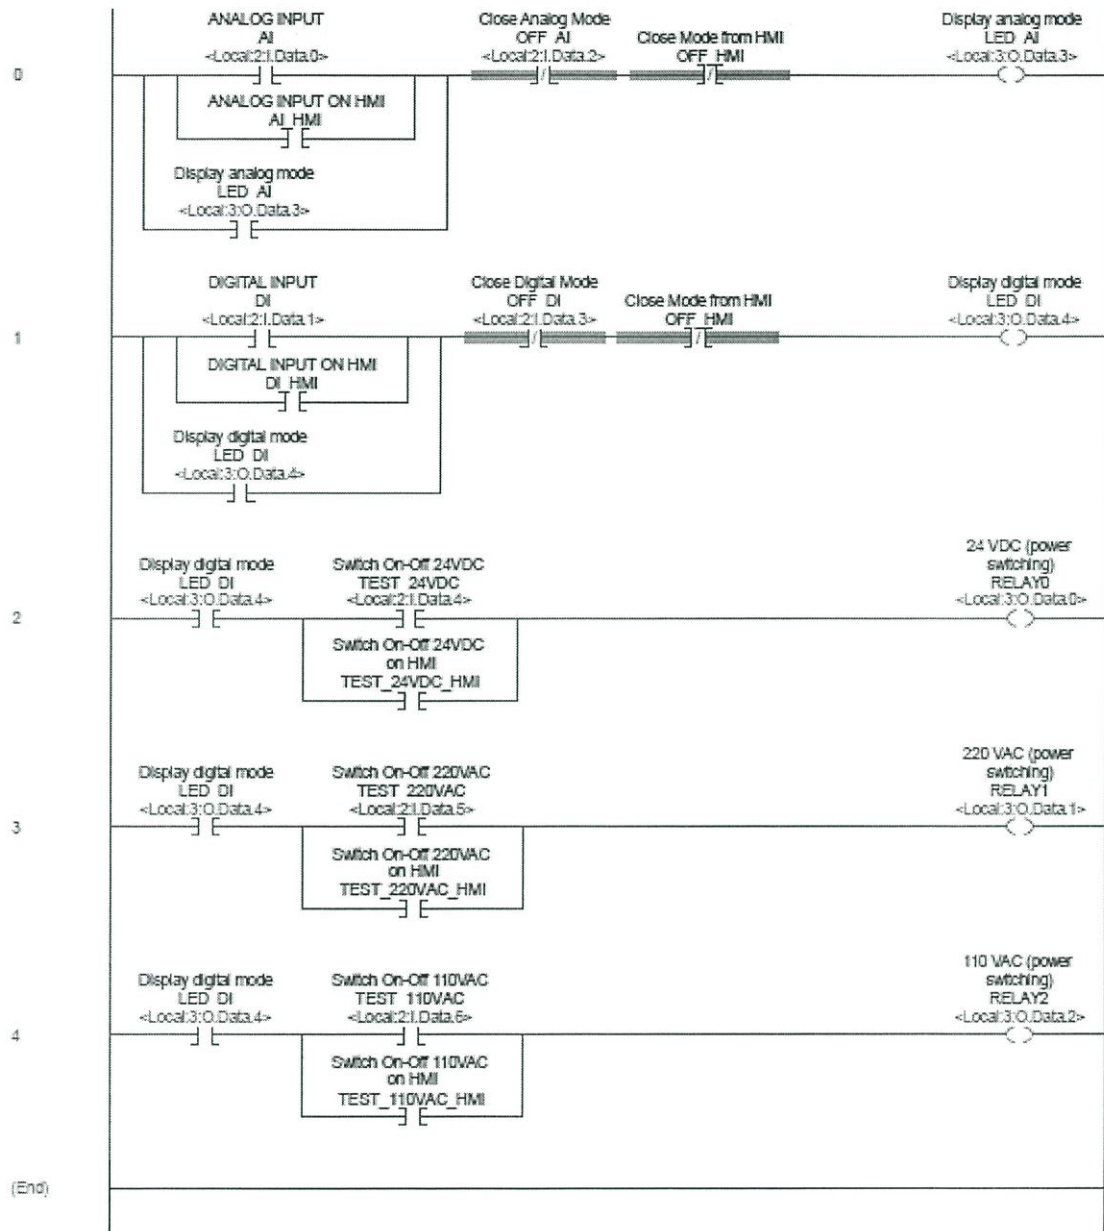 ANALOG INPUT
AI
<Local:2:I.Data.0>
Close Analog Mode
OFF_AI
<Local:2:I.Data.2>
Close Mode from HMI
OFF_HMI
Display analog mode
LED_AI
<Local:3:O.Data.3>
0
ANALOG INPUT ON HMI
AI_HMI
Display analog mode
LED_AI
<Local:3:O.Data.3>
DIGITAL INPUT
DI
<Local:2:I.Data.1>
Close Digital Mode
OFF_DI
<Local:2:I.Data.3>
Close Mode from HMI
OFF_HMI
Display digital mode
LED_DI
<Local:3:O.Data.4>
1
DIGITAL INPUT ON HMI
DI_HMI
Display digital mode
LED_DI
<Local:3:O.Data.4>
Display digital mode
LED_DI
<Local:3:O.Data.4>
Switch On-Off 24VDC
TEST_24VDC
<Local:2:I.Data.4>
24 VDC (power
switching)
RELAY0
<Local:3:O.Data.0>
2
Switch On-Off 24VDC
on HMI
TEST_24VDC_HMI
Display digital mode
LED_DI
<Local:3:O.Data.4>
Switch On-Off 220VAC
TEST_220VAC
<Local:2:I.Data.5>
220 VAC (power
switching)
RELAY1
<Local:3:O.Data.1>
3
Switch On-Off 220VAC
on HMI
TEST_220VAC_HMI
Display digital mode
LED_DI
<Local:3:O.Data.4>
Switch On-Off 110VAC
TEST_110VAC
<Local:2:I.Data.6>
110 VAC (power
switching)
RELAY2
<Local:3:O.Data.2>
4
Switch On-Off 110VAC
on HMI
TEST_110VAC_HMI
(End)